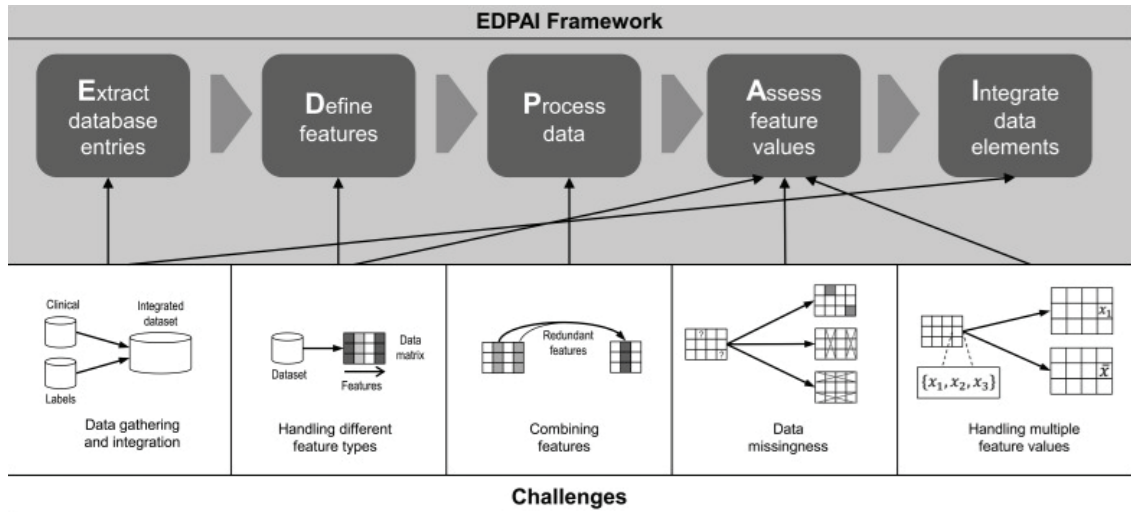 EDPAI Framework
Extract
database
entries
Define
features
Process
data
Assess
feature
values
Integrate
data
elements
Clinical
Labels
Integrated
dataset
Data gathering
and integration
Dataset
Data
matrix
Features
Handling different
feature types
Redundant
features
Combining
features
?
?
Data
missingness
{x₁, x₂, x₃}
x₁
x̄
Handling multiple
feature values
Challenges